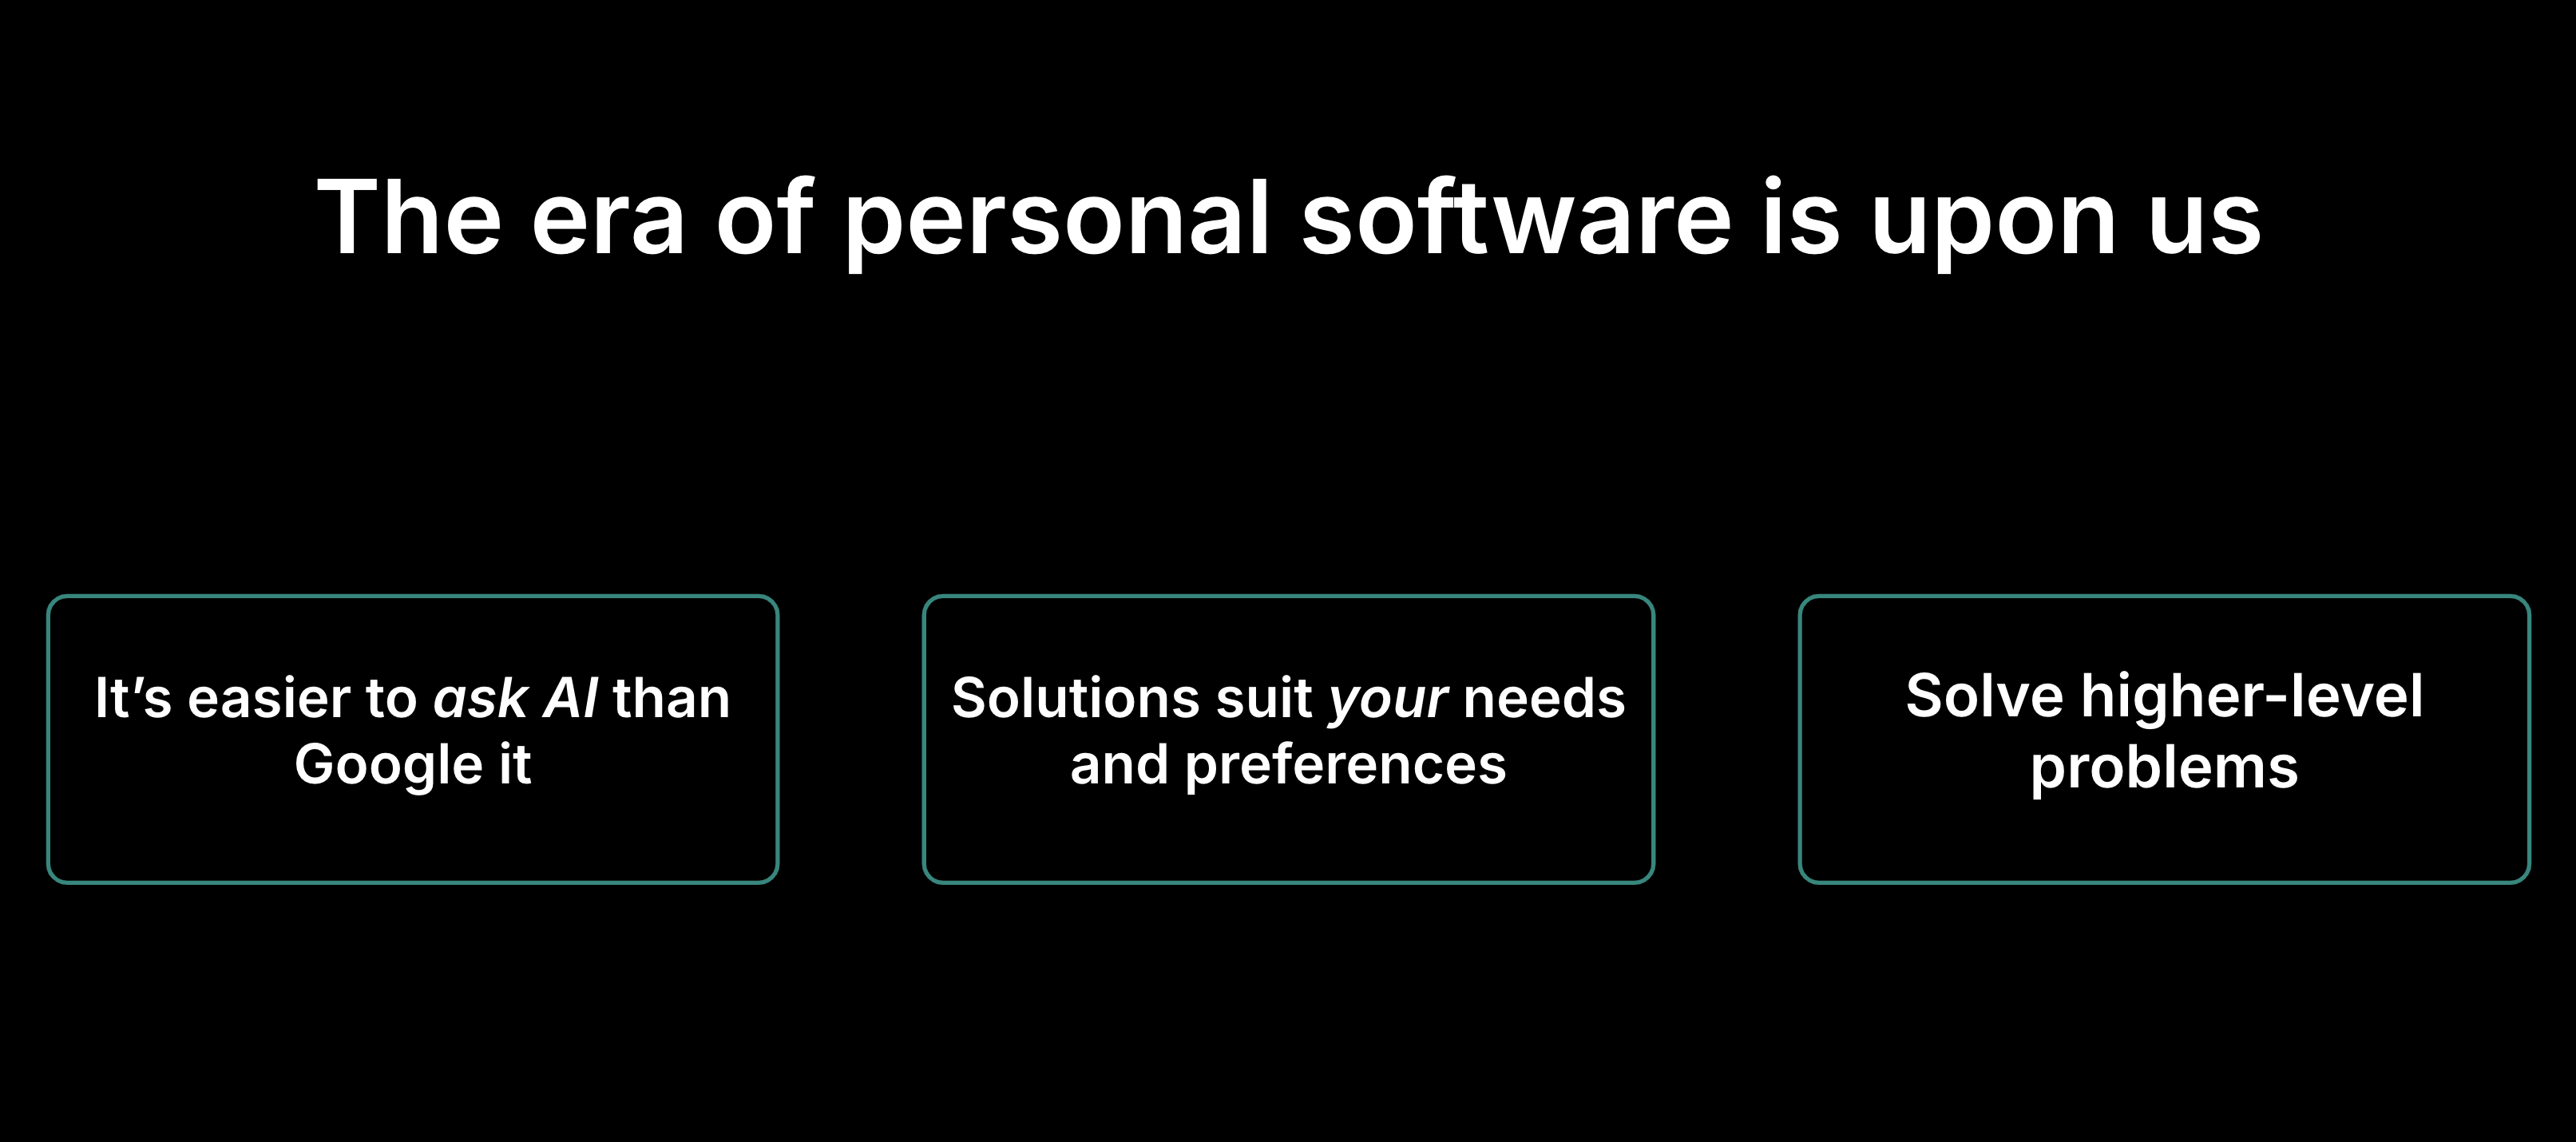 The era of personal software is upon us
It’s easier to ask AI than
Google it
Solutions suit your needs
and preferences
Solve higher-level
problems